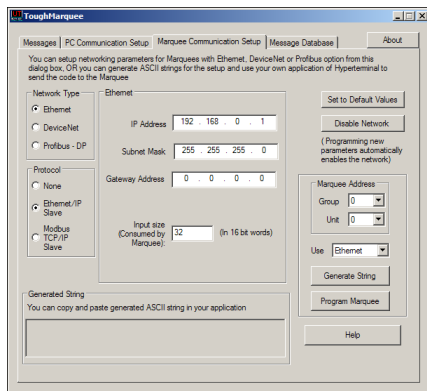 ToughMarquee
Messages PC Communication Setup Marquee Communication Setup Message Database About
You can setup networking parameters for Marquees with Ethernet, DeviceNet or Profibus option from this
dialog box, OR you can generate ASCII strings for the setup and use your own application of Hyperterminal to
send the code to the Marquee
Network Type
Ethernet
DeviceNet
Profibus - DP
Protocol
None
Ethernet/IP
Slave
Modbus
TCP/IP
Slave
Ethernet
IP Address 192 . 168 . 0 . 1
Subnet Mask 255 . 255 . 255 . 0
Gateway Address 0 . 0 . 0 . 0
Input size
(Consumed by
Marquee): 32 (In 16 bit words)
Set to Default Values
Disable Network
( Programming new
parameters automatically
enables the network)
Marquee Address
Group 0
Unit 0
Use Ethernet
Generate String
Program Marquee
Generated String
You can copy and paste generated ASCII string in your application
Help